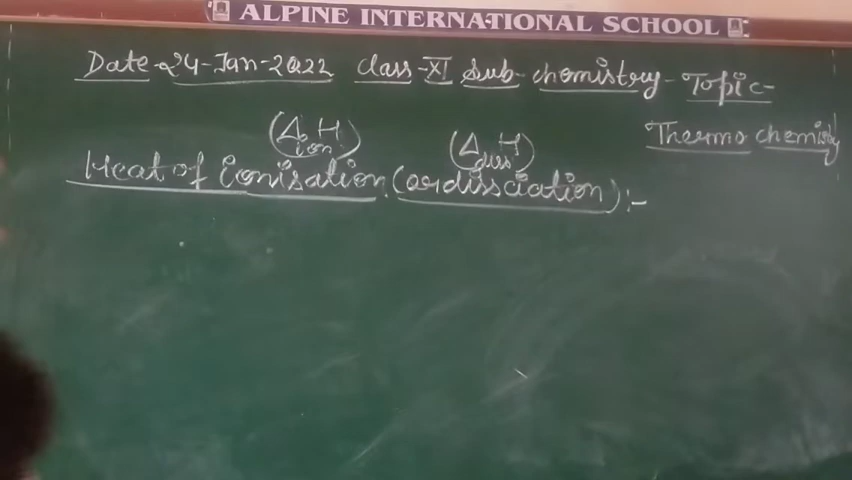 ALPINE INTERNATIONAL SCHOOL
Date-24-Jan-2022 Class-XI Sub-chemistry-Topic-
Thermo chemistry
(ΔionH) (ΔdissH)
Heat of Ionisation (or dissciation):-